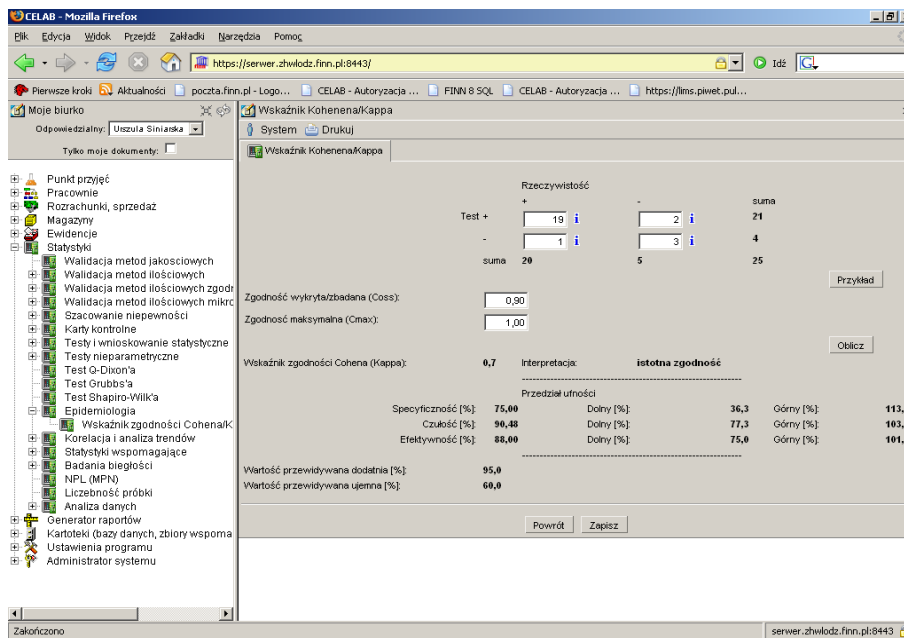 CELAB - Mozilla Firefox
Plik Edycja Widok Przejdź Zakładki Narzędzia Pomoc
https://serwer.zhwlodz.finn.pl:8443/ Idź G
Pierwsze kroki Aktualności poczta.finn.pl - Logo... CELAB - Autoryzacja ... FINN 8 SQL CELAB - Autoryzacja ... https://lims.piwet.pul...
Moje biurko
Odpowiedzialny: Urszula Siniarska
Tylko moje dokumenty:
Punkt przyjęć
Pracownie
Rozrachunki, sprzedaż
Magazyny
Ewidencje
Statystyki
Walidacja metod jakosciowych
Walidacja metod ilościowych
Walidacja metod ilościowych zgodr
Walidacja metod ilościowych mikrc
Szacowanie niepewności
Karty kontrolne
Testy i wnioskowanie statystyczne
Testy nieparametryczne
Test Q-Dixon'a
Test Grubbs'a
Test Shapiro-Wilk'a
Epidemiologia
Wskaźnik zgodności Cohena/K
Korelacja i analiza trendów
Statystyki wspomagające
Badania biegłości
NPL (MPN)
Liczebność próbki
Analiza danych
Generator raportów
Kartoteki (bazy danych, zbiory wspoma
Ustawienia programu
Administrator systemu
Wskaźnik Kohenena/Kappa
System Drukuj
Wskaźnik Kohenena/Kappa
Rzeczywistość
+ - suma
Test + 19 i 2 i 21
- 1 i 3 i 4
suma 20 5 25
Przykład
Zgodność wykryta/zbadana (Coss): 0,90
Zgodność maksymalna (Cmax): 1,00
Oblicz
Wskaźnik zgodności Cohena (Kappa): 0,7 Interpretacja: istotna zgodność
Przedział ufności
Specyficzność [%]: 75,00 Dolny [%]: 36,3 Górny [%]: 113,
Czułość [%]: 90,48 Dolny [%]: 77,3 Górny [%]: 103,
Efektywność [%]: 88,00 Dolny [%]: 75,0 Górny [%]: 101,
Wartość przewidywana dodatnia [%]: 95,0
Wartość przewidywana ujemna [%]: 60,0
Powrót Zapisz
Zakończono serwer.zhwlodz.finn.pl:8443